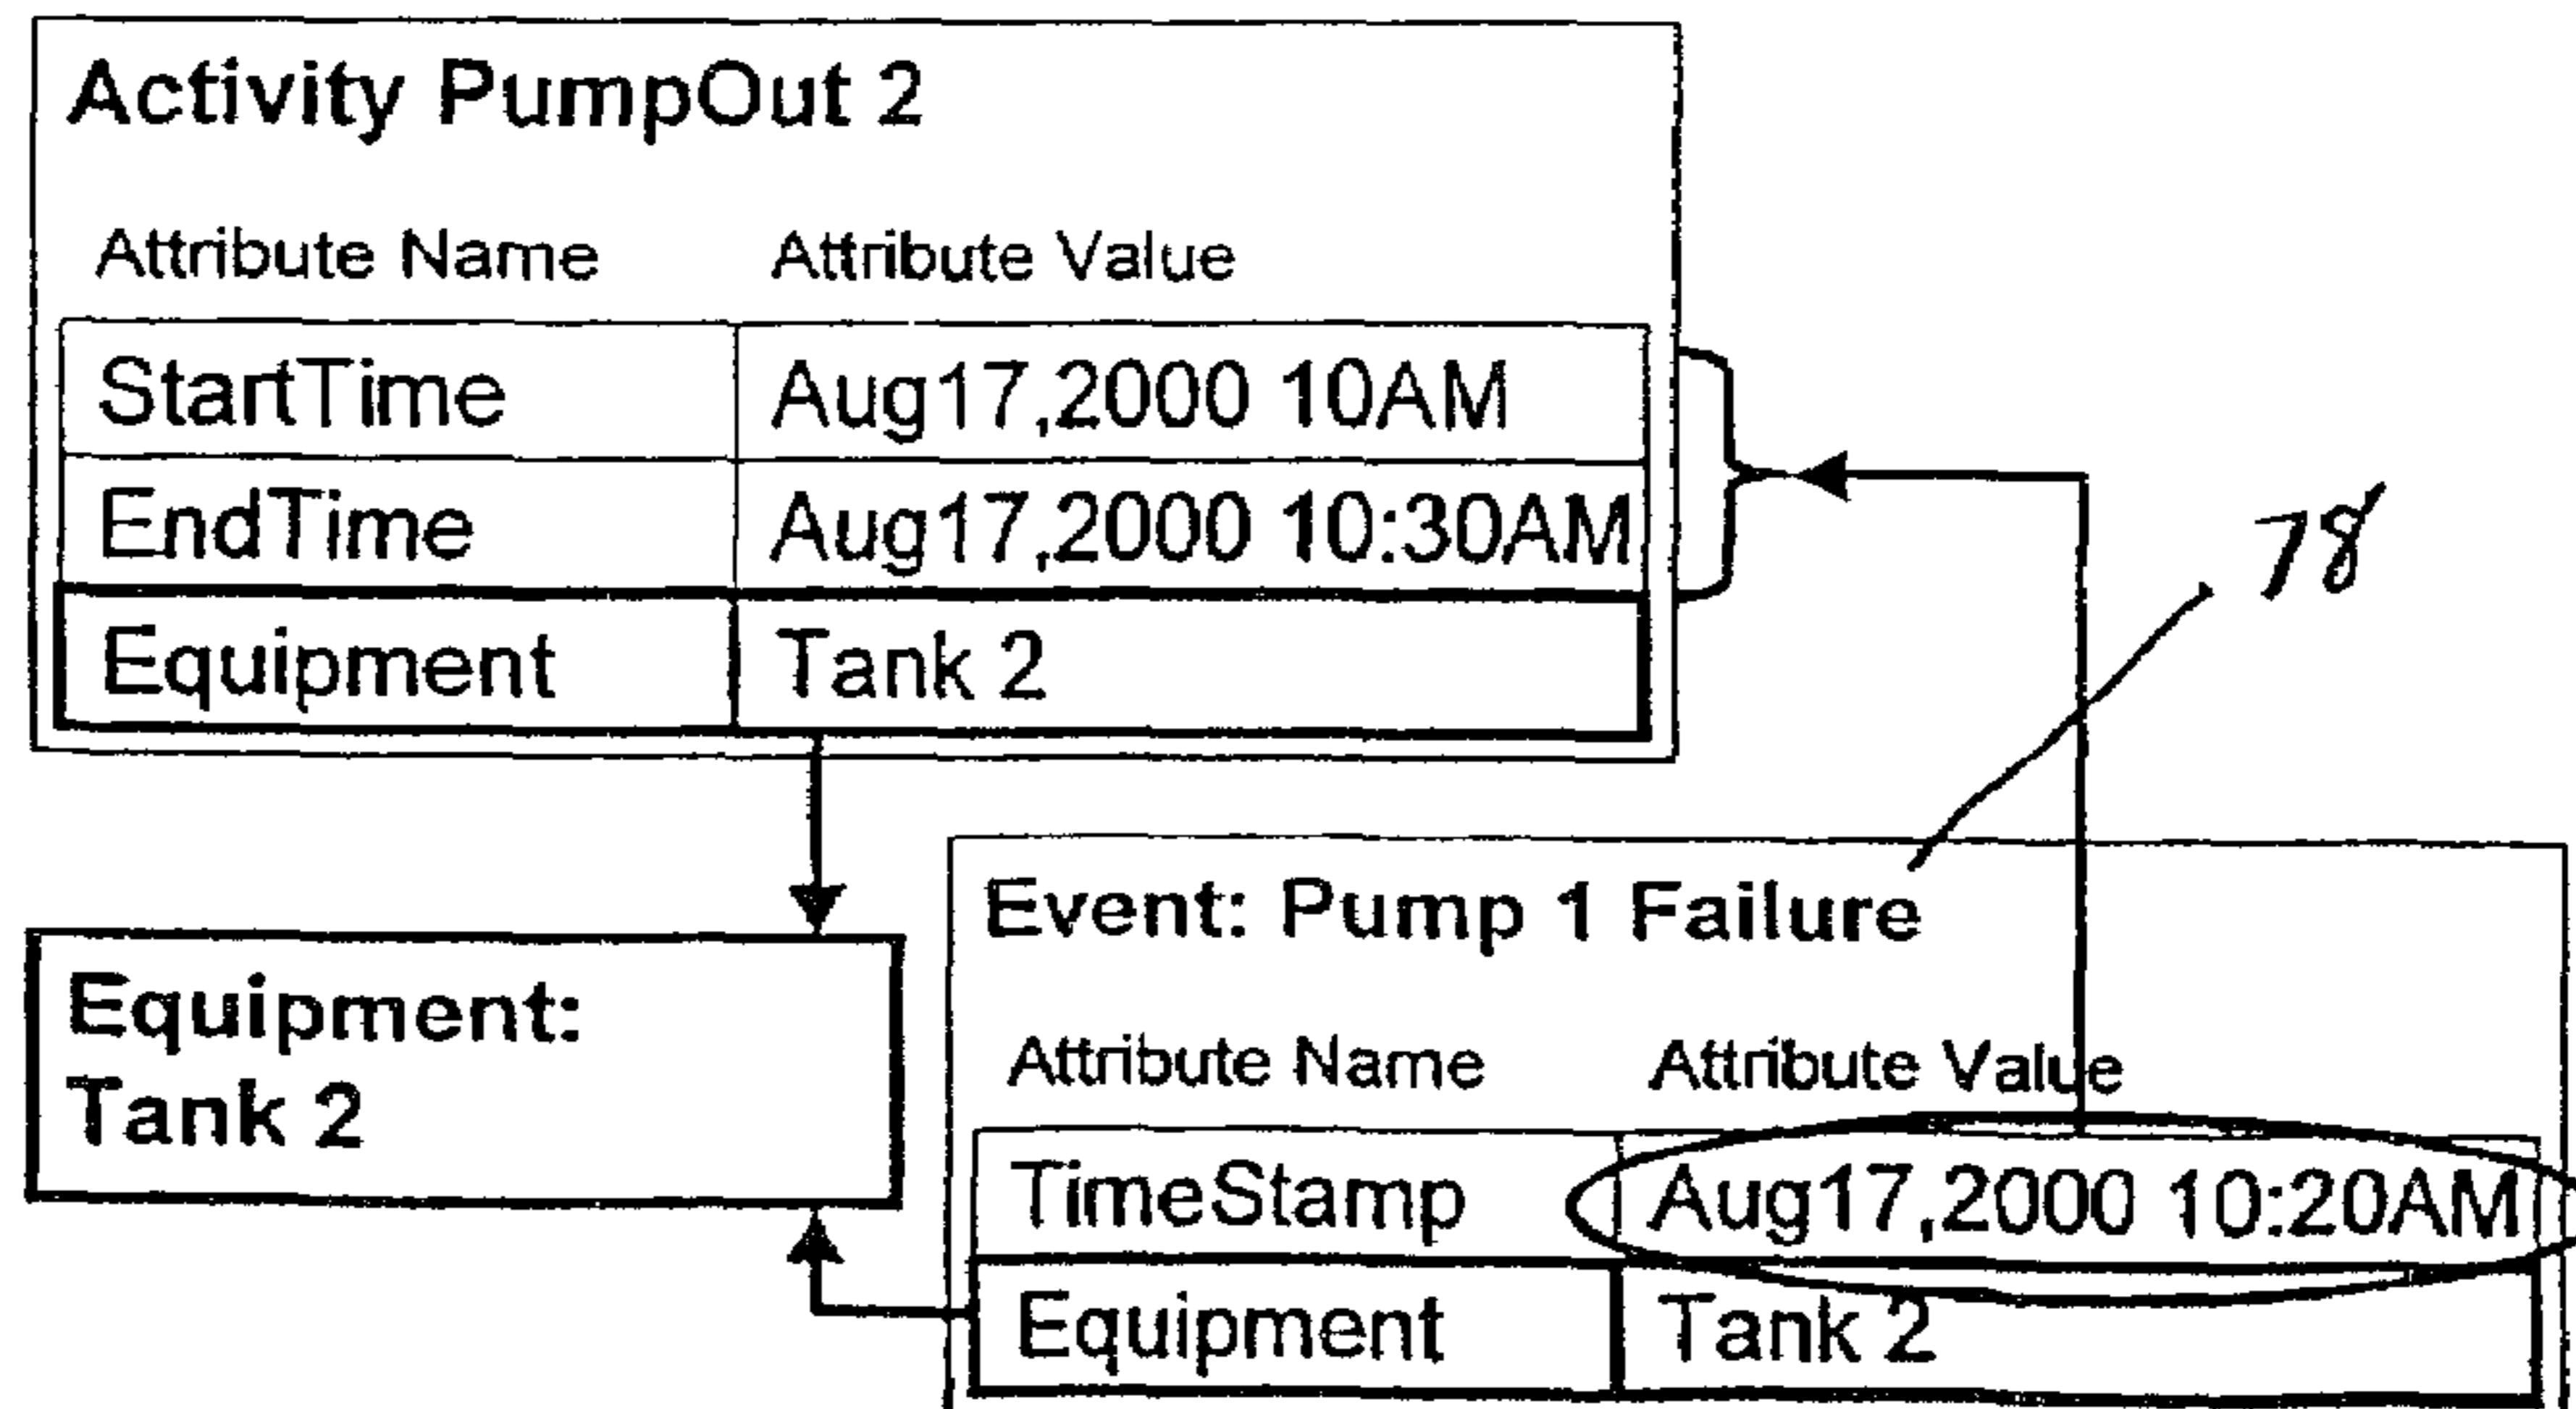 Activity PumpOut 2
Attribute Name Attribute Value
StartTime Aug17,2000 10AM
EndTime Aug17,2000 10:30AM
Equipment Tank 2
78
Equipment:
Tank 2
Event: Pump 1 Failure
Attribute Name Attribute Value
TimeStamp Aug17,2000 10:20AM
Equipment Tank 2